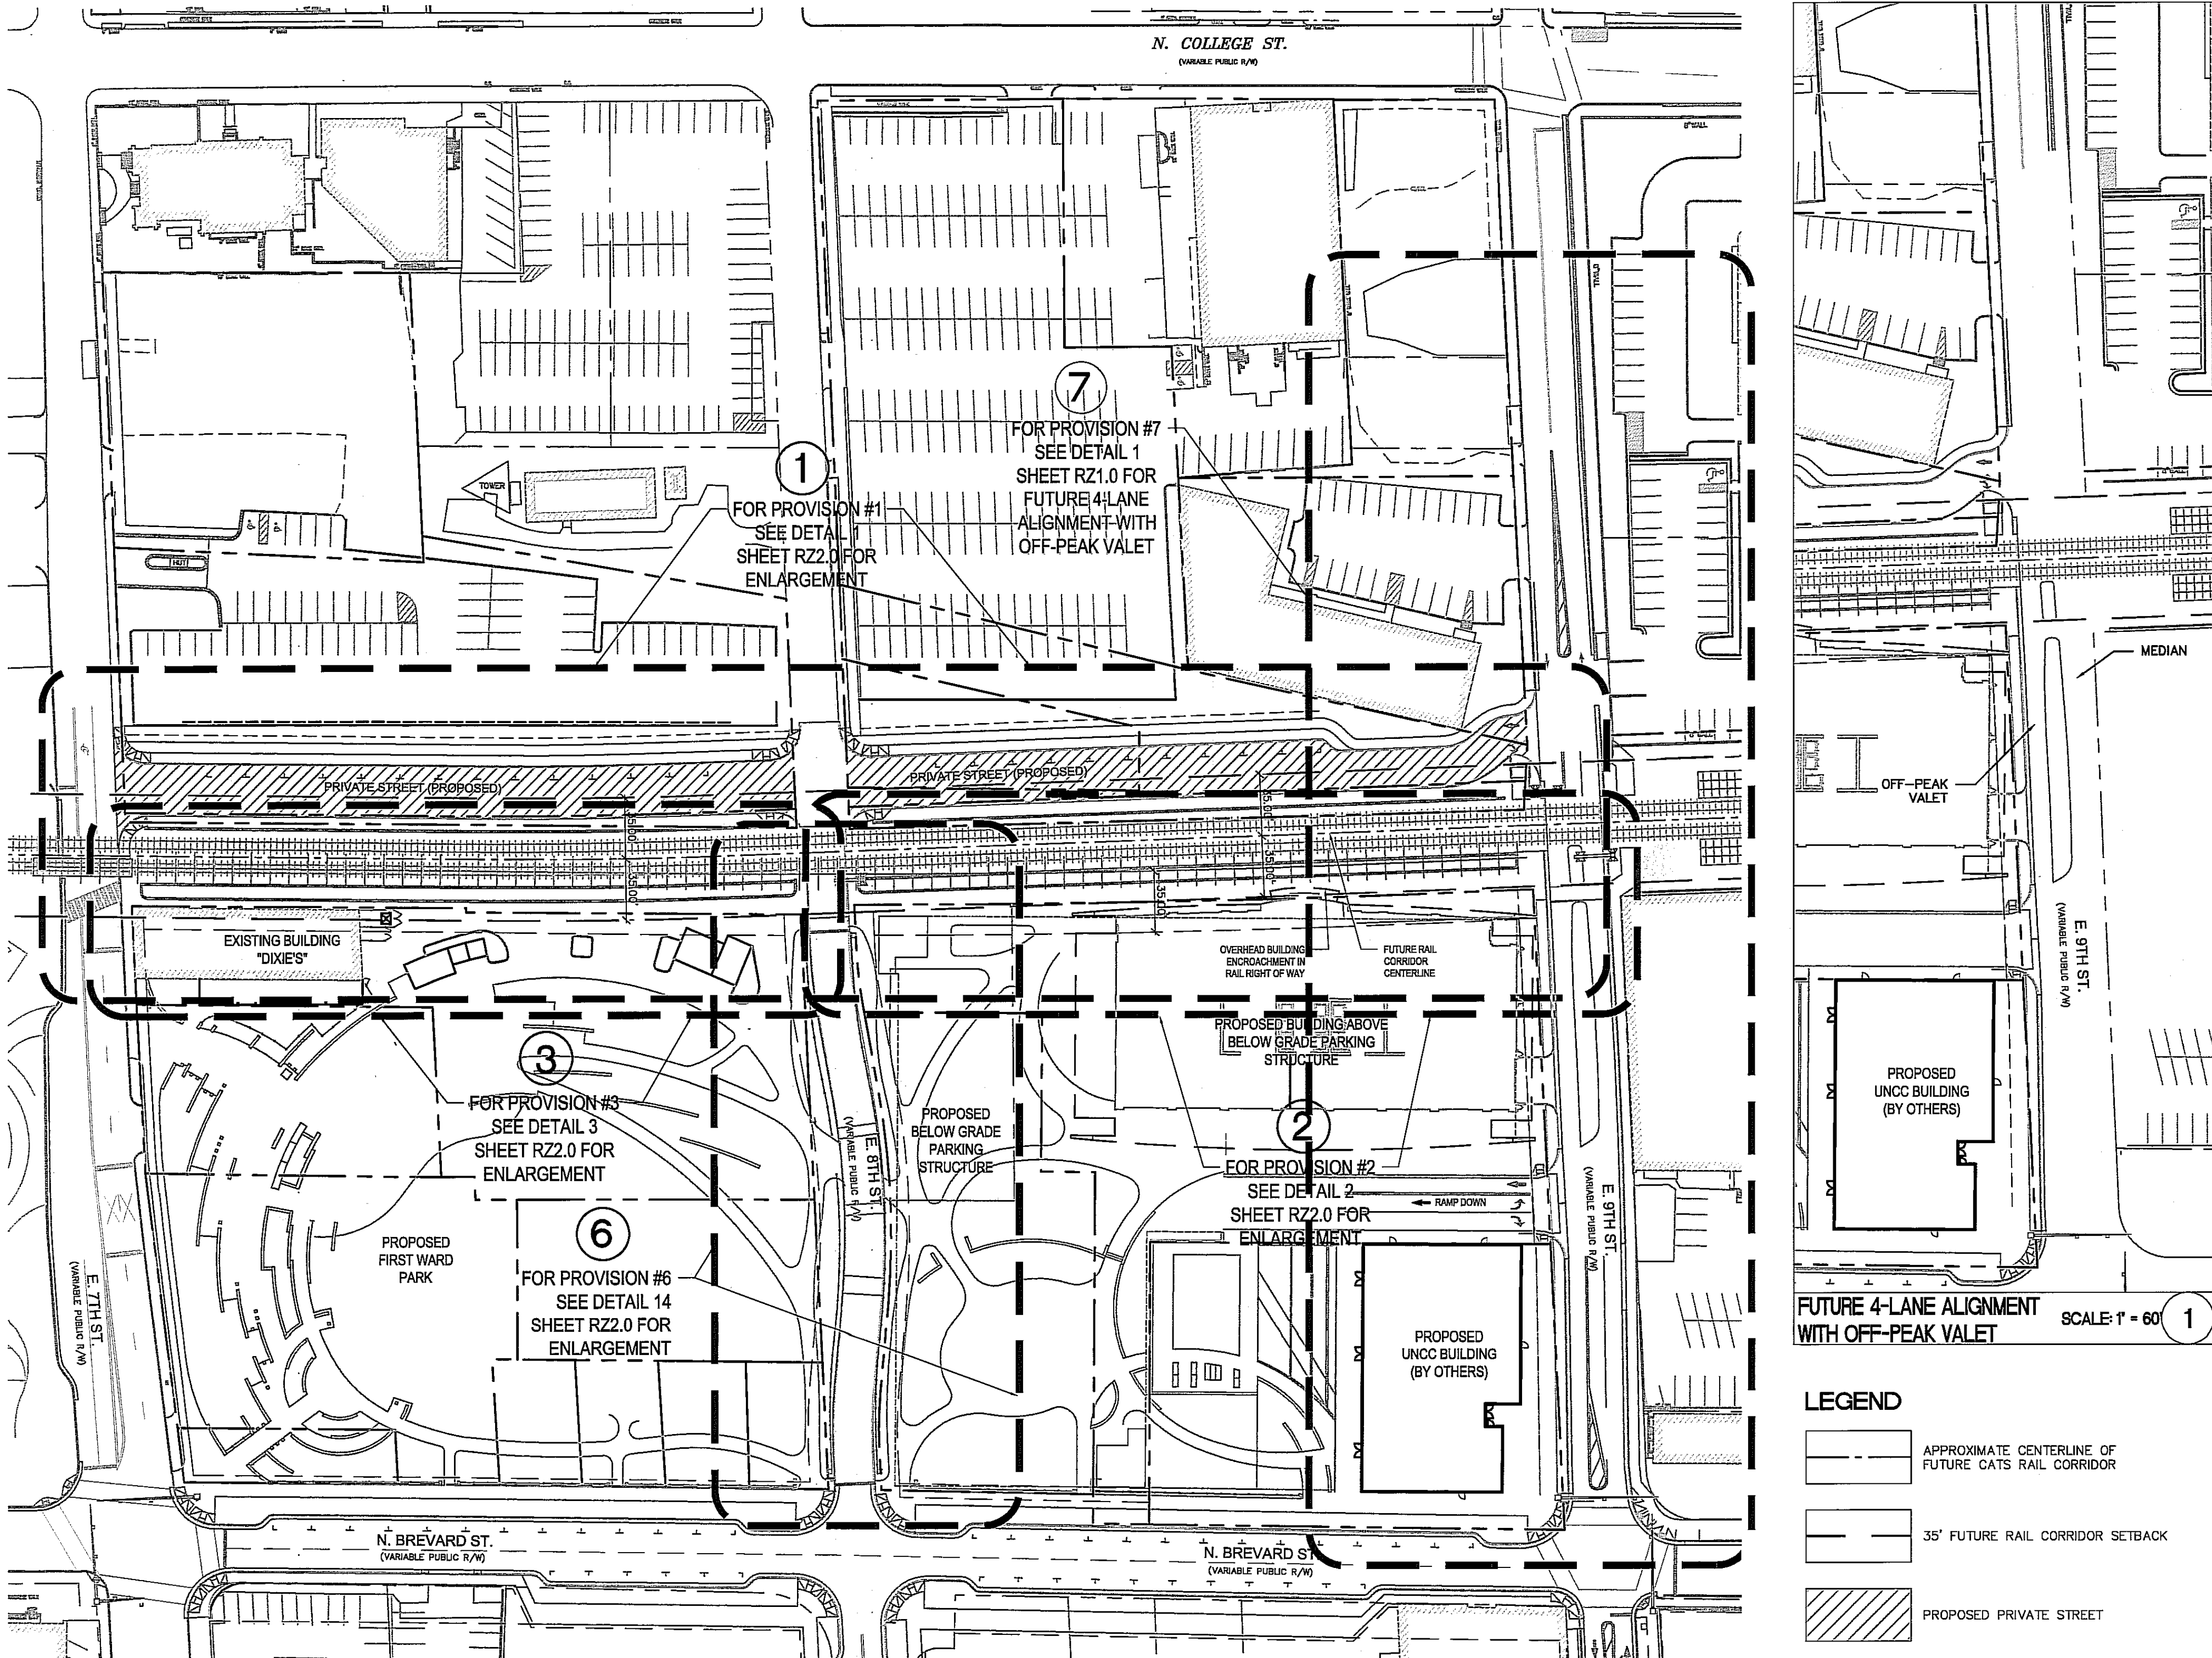 N. COLLEGE ST.
(VARIABLE PUBLIC R/W)
7
FOR PROVISION #7
SEE DETAIL 1
SHEET RZ1.0 FOR
FUTURE 4-LANE
ALIGNMENT WITH
OFF-PEAK VALET
1
FOR PROVISION #1
SEE DETAIL 1
SHEET RZ2.0 FOR
ENLARGEMENT
TOWER
HUT
PRIVATE STREET (PROPOSED)
PRIVATE STREET (PROPOSED)
35.00'
35.00'
35.00'
35.00'
35.00'
EXISTING BUILDING
"DIXIE'S"
OVERHEAD BUILDING
ENCROACHMENT IN
RAIL RIGHT OF WAY
FUTURE RAIL
CORRIDOR
CENTERLINE
PROPOSED BUILDING ABOVE
BELOW GRADE PARKING
STRUCTURE
3
FOR PROVISION #3
SEE DETAIL 3
SHEET RZ2.0 FOR
ENLARGEMENT
PROPOSED
BELOW GRADE
PARKING
STRUCTURE
2
FOR PROVISION #2
SEE DETAIL 2
SHEET RZ2.0 FOR
ENLARGEMENT
RAMP DOWN
E. 8TH ST.
(VARIABLE PUBLIC R/W)
E. 9TH ST.
(VARIABLE PUBLIC R/W)
PROPOSED
FIRST WARD
PARK
6
FOR PROVISION #6
SEE DETAIL 14
SHEET RZ2.0 FOR
ENLARGEMENT
E. 7TH ST.
(VARIABLE PUBLIC R/W)
PROPOSED
UNCC BUILDING
(BY OTHERS)
N. BREVARD ST.
(VARIABLE PUBLIC R/W)
N. BREVARD ST.
(VARIABLE PUBLIC R/W)
MEDIAN
OFF-PEAK
VALET
E. 9TH ST.
(VARIABLE PUBLIC R/W)
PROPOSED
UNCC BUILDING
(BY OTHERS)
FUTURE 4-LANE ALIGNMENT
WITH OFF-PEAK VALET
SCALE: 1" = 60'
1
LEGEND
APPROXIMATE CENTERLINE OF
FUTURE CATS RAIL CORRIDOR
35' FUTURE RAIL CORRIDOR SETBACK
PROPOSED PRIVATE STREET